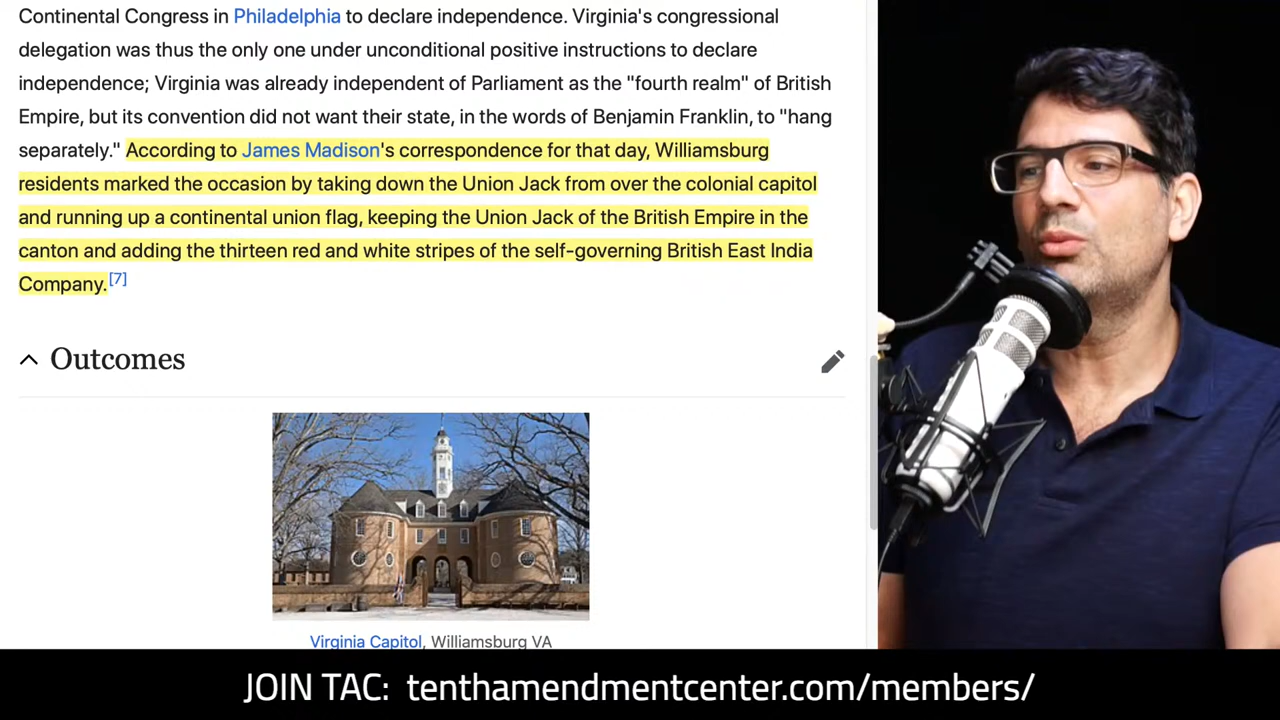 Continental Congress in Philadelphia to declare independence. Virginia's congressional
delegation was thus the only one under unconditional positive instructions to declare
independence; Virginia was already independent of Parliament as the "fourth realm" of British
Empire, but its convention did not want their state, in the words of Benjamin Franklin, to "hang
separately." According to James Madison's correspondence for that day, Williamsburg
residents marked the occasion by taking down the Union Jack from over the colonial capitol
and running up a continental union flag, keeping the Union Jack of the British Empire in the
canton and adding the thirteen red and white stripes of the self-governing British East India
Company.[7]
Outcomes
Virginia Capitol, Williamsburg VA
JOIN TAC: tenthamendmentcenter.com/members/